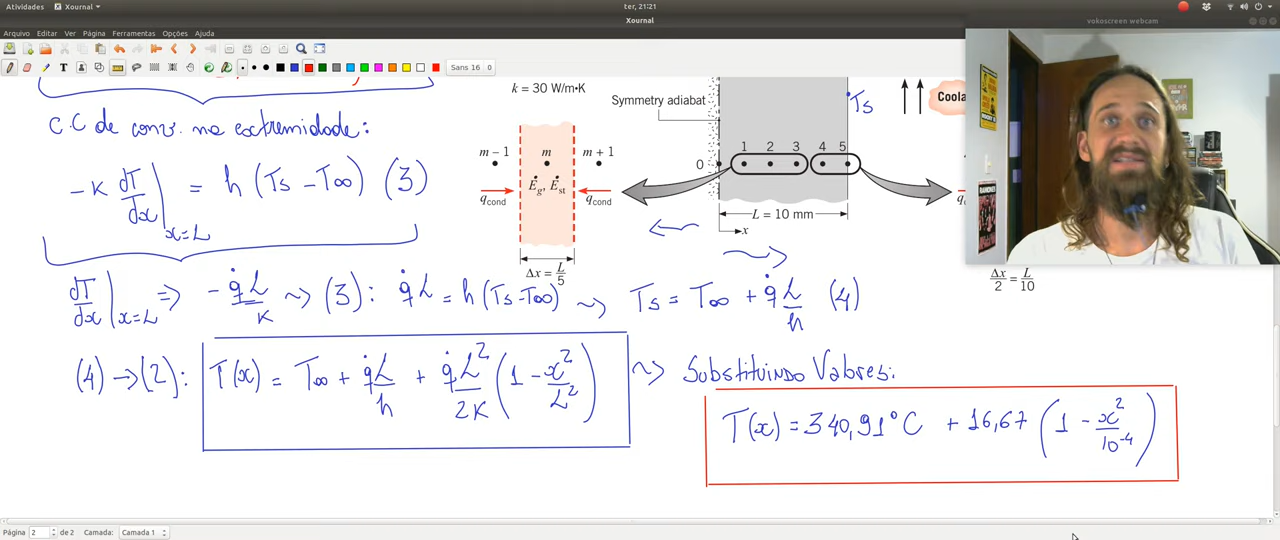 Atividades Xournal ter, 21:21
Xournal
vokoscreen webcam
Arquivo Editar Ver Página Ferramentas Opções Ajuda
Sans 16 0
k = 30 W/m•K
Symmetry adiabat
Ts
Coola
C.C de conv. na extremidade:
m − 1 m m + 1
0 1 2 3 4 5
Ėg, Ėst
qcond qcond q
-K dT/dx |x=L = h (Ts - T∞) (3)
L = 10 mm
x
Δx = L/5
Δx/2 = L/10
dT/dx |x=L => -q̇L/K ~> (3): q̇L = h(Ts-T∞) ~> Ts = T∞ + q̇L/h (4)
(4) → (2): T(x) = T∞ + q̇L/h + q̇L²/2K (1 - x²/L²) ~> Substituindo Valores:
T(x) = 340,91°C + 16,67 (1 - x²/10⁻⁴)
Página 2 de 2 Camada: Camada 1
RAMONES